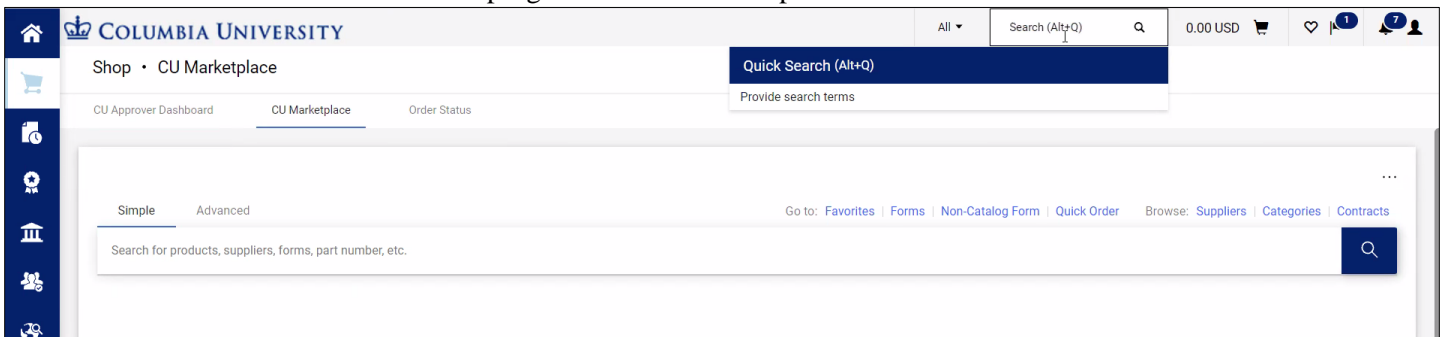 COLUMBIA UNIVERSITY
All
Search (Alt+Q)
0.00 USD
1
7
Shop • CU Marketplace
Quick Search (Alt+Q)
Provide search terms
CU Approver Dashboard
CU Marketplace
Order Status
...
Simple
Advanced
Go to: Favorites | Forms | Non-Catalog Form | Quick Order
Browse: Suppliers | Categories | Contracts
Search for products, suppliers, forms, part number, etc.